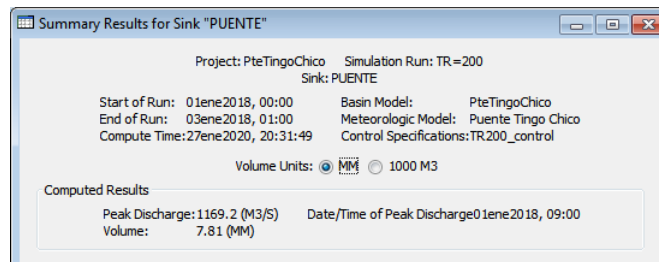 Summary Results for Sink "PUENTE"
Project: PteTingoChico Simulation Run: TR=200
Sink: PUENTE
Start of Run: 01ene2018, 00:00 Basin Model: PteTingoChico
End of Run: 03ene2018, 01:00 Meteorologic Model: Puente Tingo Chico
Compute Time:27ene2020, 20:31:49 Control Specifications:TR200_control
Volume Units: MM 1000 M3
Computed Results
Peak Discharge:1169.2 (M3/S) Date/Time of Peak Discharge01ene2018, 09:00
Volume: 7.81 (MM)